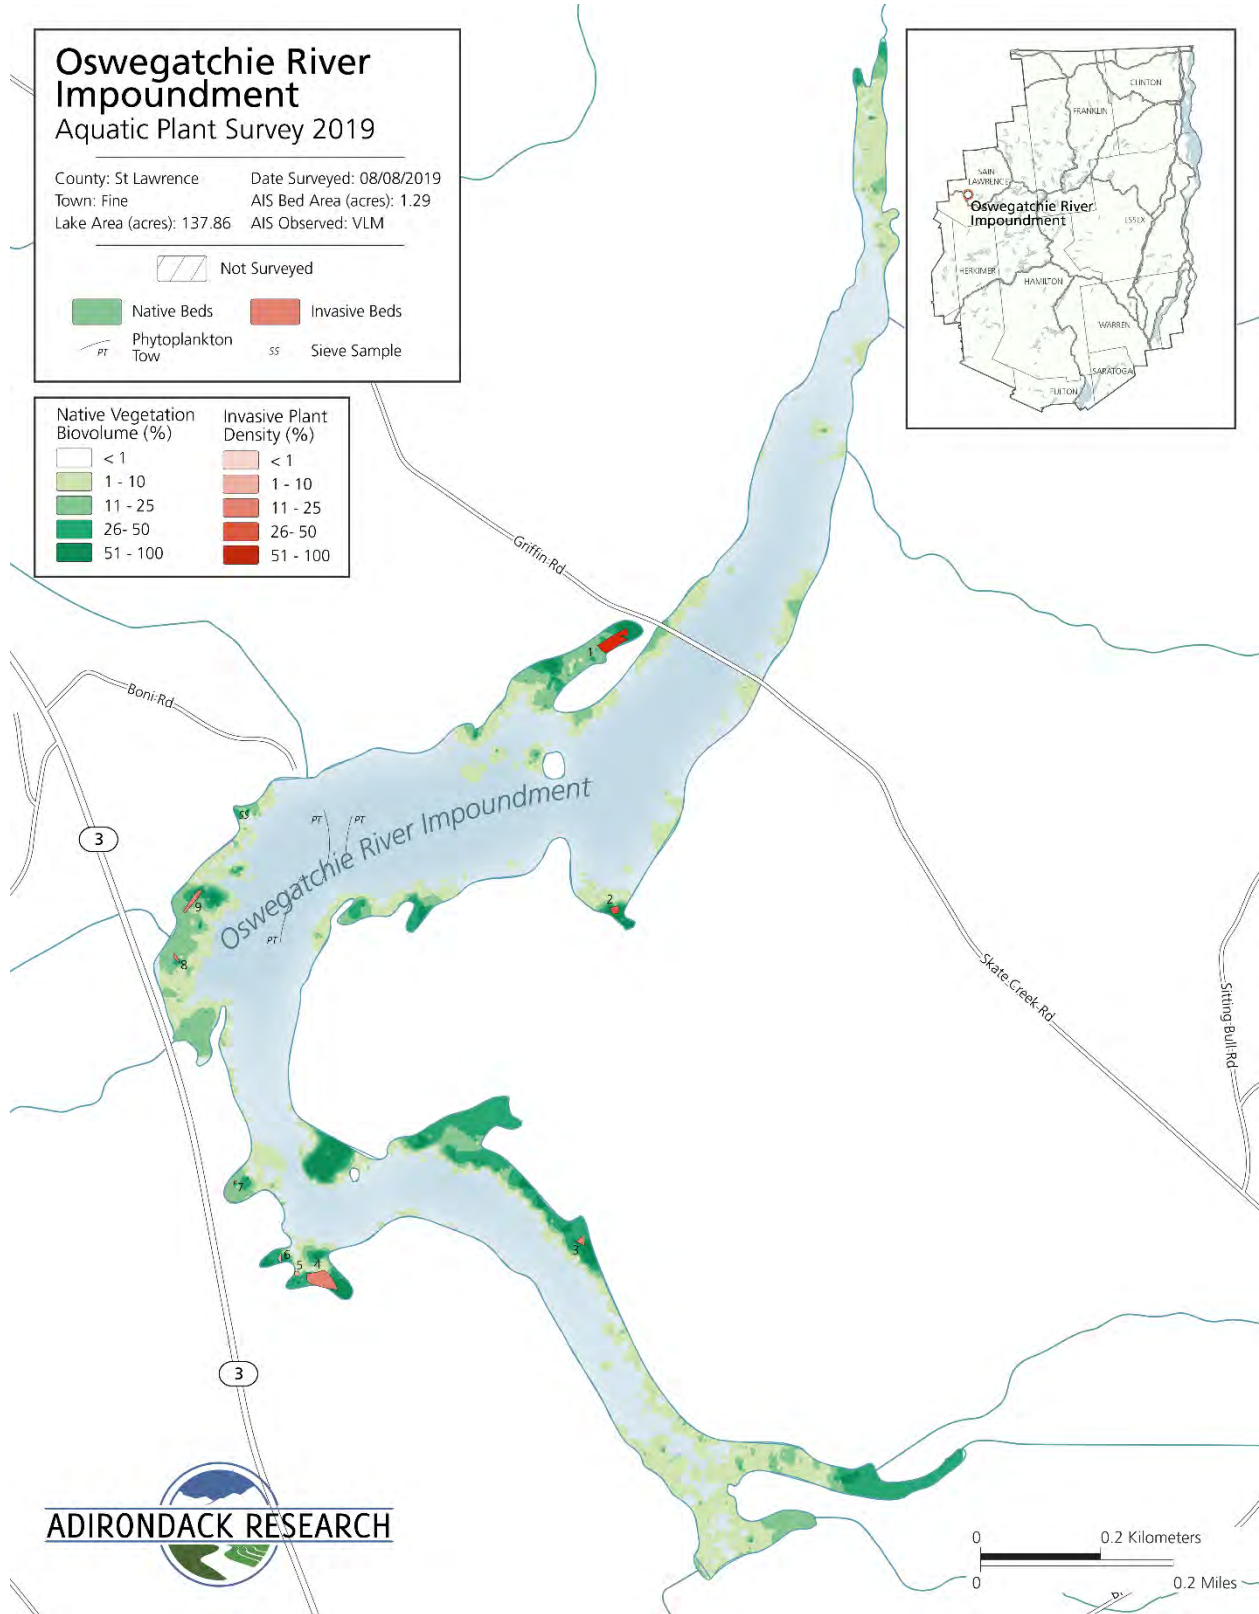 Oswegatchie River
Impoundment
Aquatic Plant Survey 2019
County: St Lawrence
Date Surveyed: 08/08/2019
Town: Fine
AIS Bed Area (acres): 1.29
Lake Area (acres): 137.86
AIS Observed: VLM
Not Surveyed
Native Beds
Invasive Beds
PT
Phytoplankton
Tow
SS
Sieve Sample
Native Vegetation
Biovolume (%)
< 1
1 - 10
11 - 25
26- 50
51 - 100
Invasive Plant
Density (%)
< 1
1 - 10
11 - 25
26- 50
51 - 100
CLINTON
FRANKLIN
SAIN
LAWRENCE
Oswegatchie River
Impoundment
ESSEX
HERKIMER
HAMILTON
WARREN
SARATOGA
FULTON
Griffin Rd
1
Boni Rd
3
SS
PT
PT
Oswegatchie River Impoundment
2
9
PT
8
Skate Creek Rd
Sitting Bull Rd
7
3
6
5
4
3
ADIRONDACK RESEARCH
0
0.2 Kilometers
0
0.2 Miles